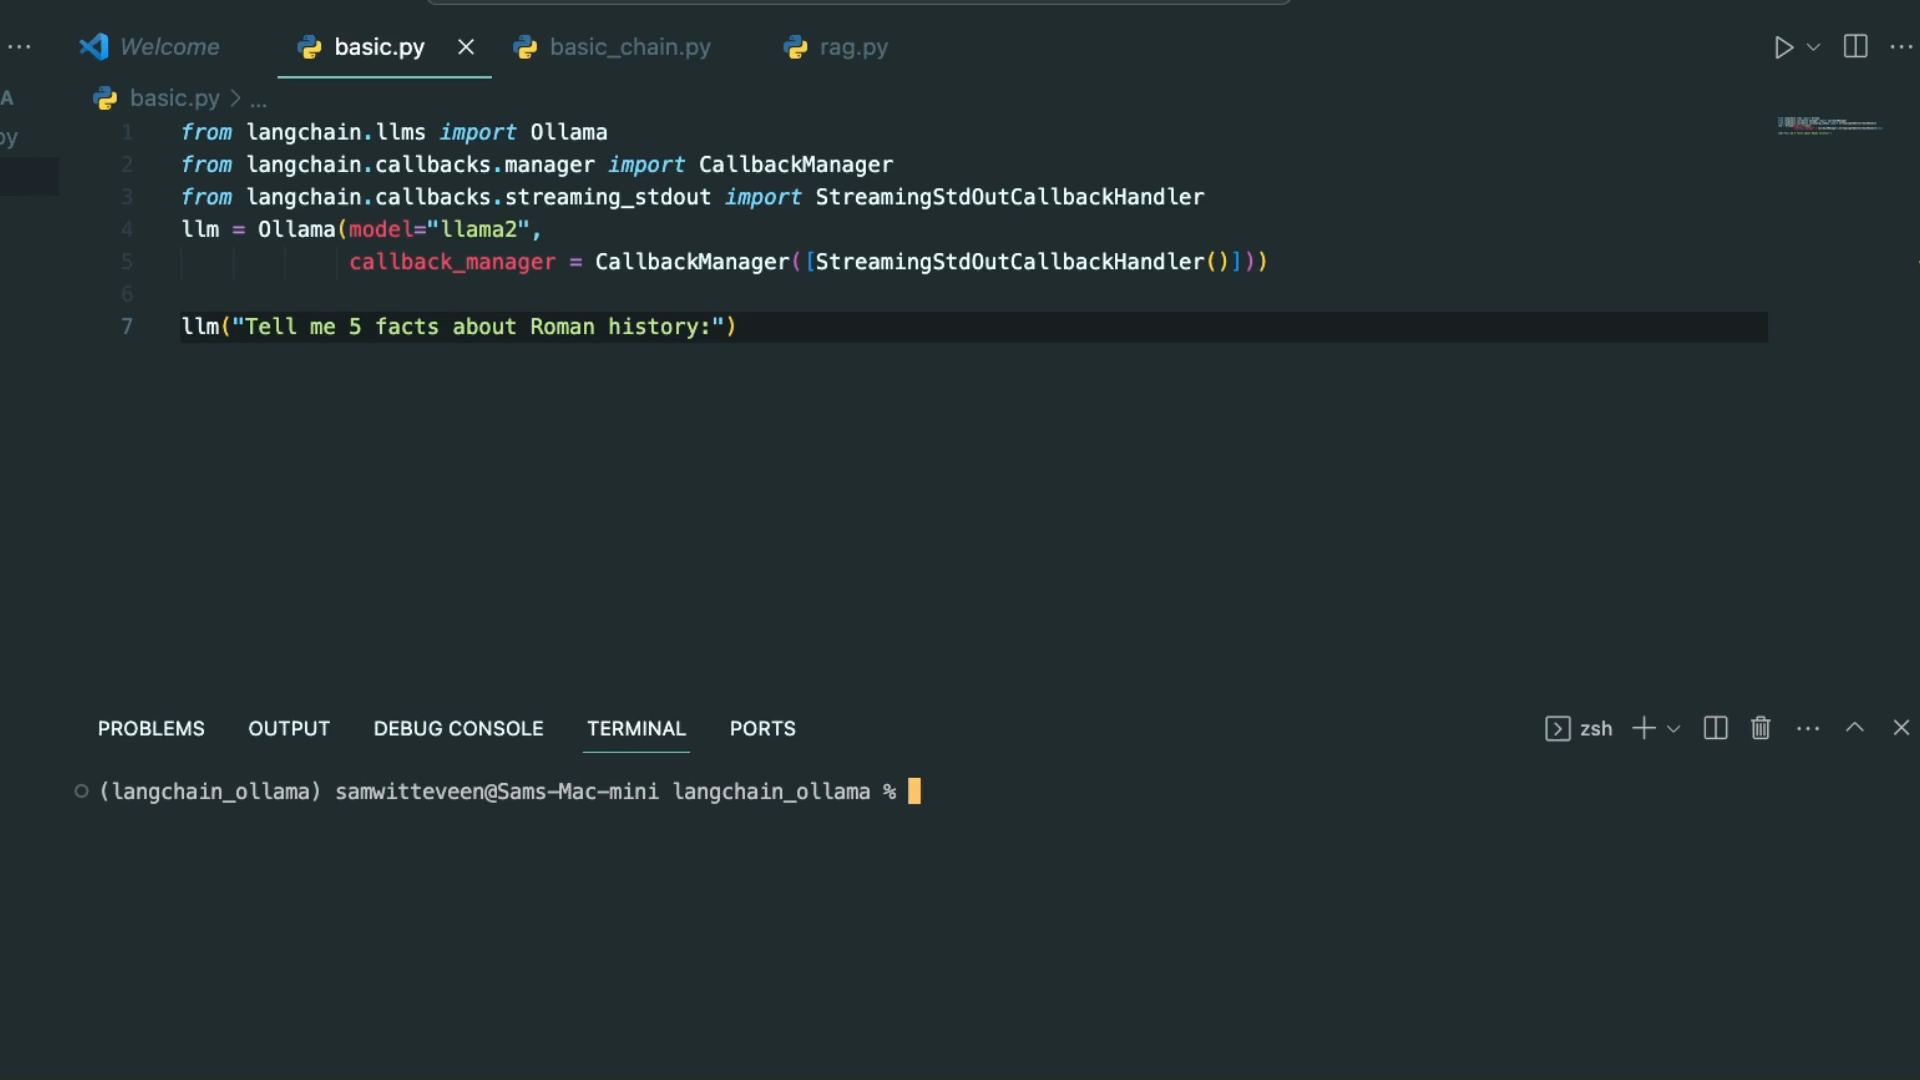 Welcome
basic.py
basic_chain.py
rag.py
A
basic.py > ...
py
1 from langchain.llms import Ollama
2 from langchain.callbacks.manager import CallbackManager
3 from langchain.callbacks.streaming_stdout import StreamingStdOutCallbackHandler
4 llm = Ollama(model="llama2",
5 callback_manager = CallbackManager([StreamingStdOutCallbackHandler()]))
6
7 llm("Tell me 5 facts about Roman history:")
PROBLEMS OUTPUT DEBUG CONSOLE TERMINAL PORTS
zsh
(langchain_ollama) samwitteveen@Sams-Mac-mini langchain_ollama %